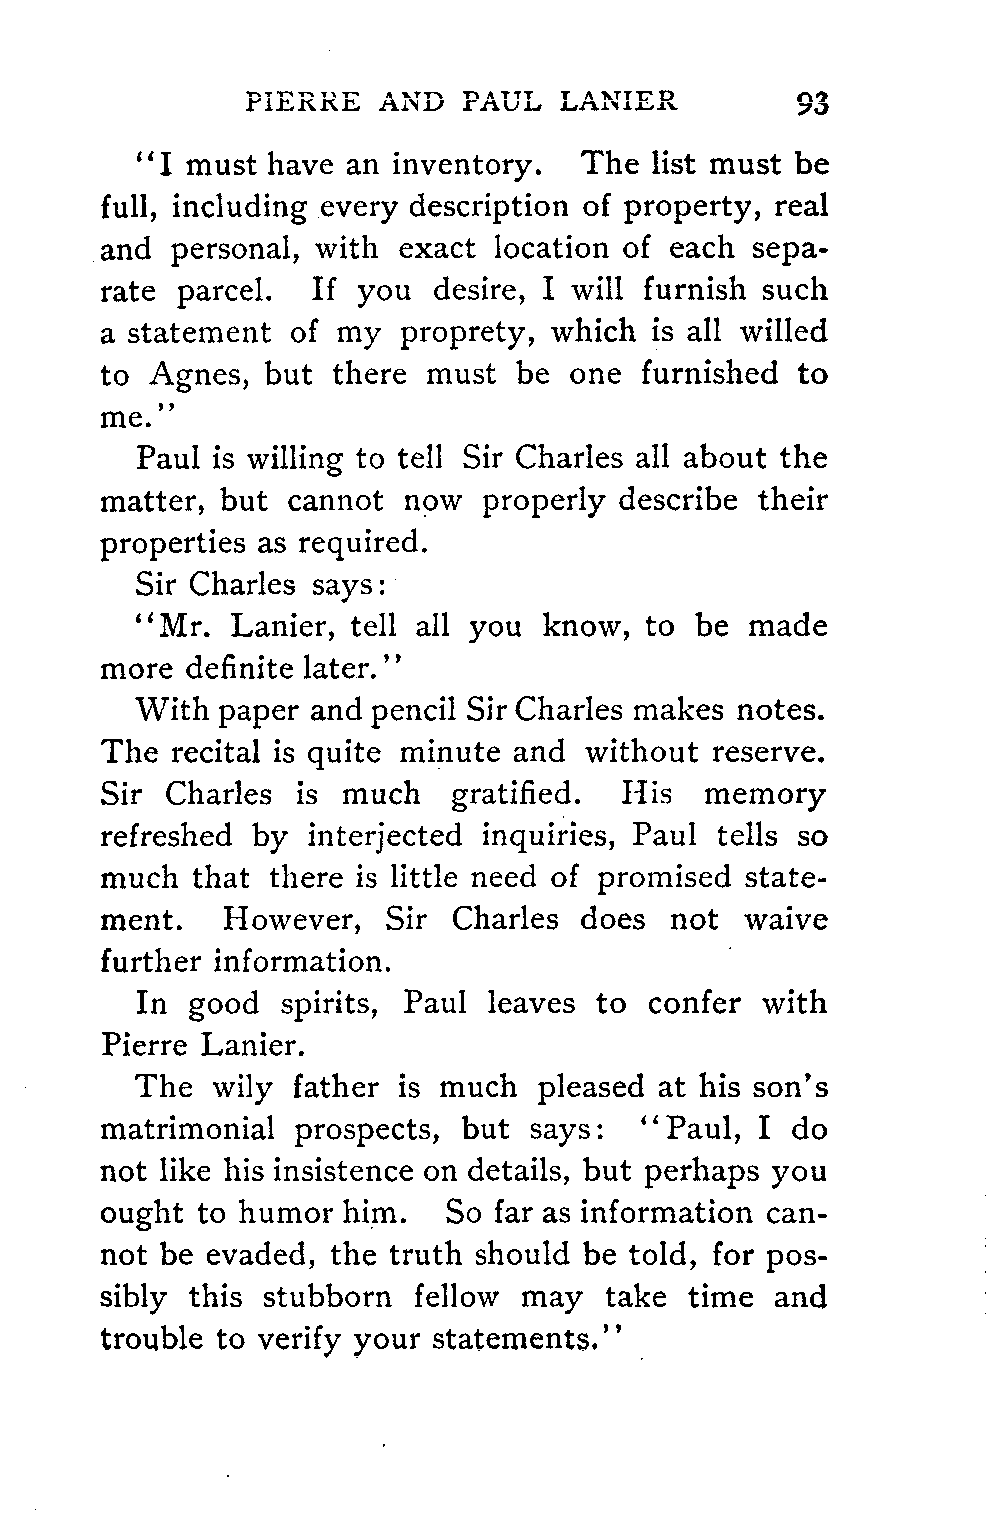 PIERRE AND PAUL LANIER 93
"I must have an inventory. The list must be
full, including every description of property, real
and personal, with exact location of each sepa-
rate parcel. If you desire, I will furnish such
a statement of my proprety, which is all willed
to Agnes, but there must be one furnished to
me."
Paul is willing to tell Sir Charles all about the
matter, but cannot now properly describe their
properties as required.
Sir Charles says:
"Mr. Lanier, tell all you know, to be made
more definite later."
With paper and pencil Sir Charles makes notes.
The recital is quite minute and without reserve.
Sir Charles is much gratified. His memory
refreshed by interjected inquiries, Paul tells so
much that there is little need of promised state-
ment. However, Sir Charles does not waive
further information.
In good spirits, Paul leaves to confer with
Pierre Lanier.
The wily father is much pleased at his son's
matrimonial prospects, but says: "Paul, I do
not like his insistence on details, but perhaps you
ought to humor him. So far as information can-
not be evaded, the truth should be told, for pos-
sibly this stubborn fellow may take time and
trouble to verify your statements."